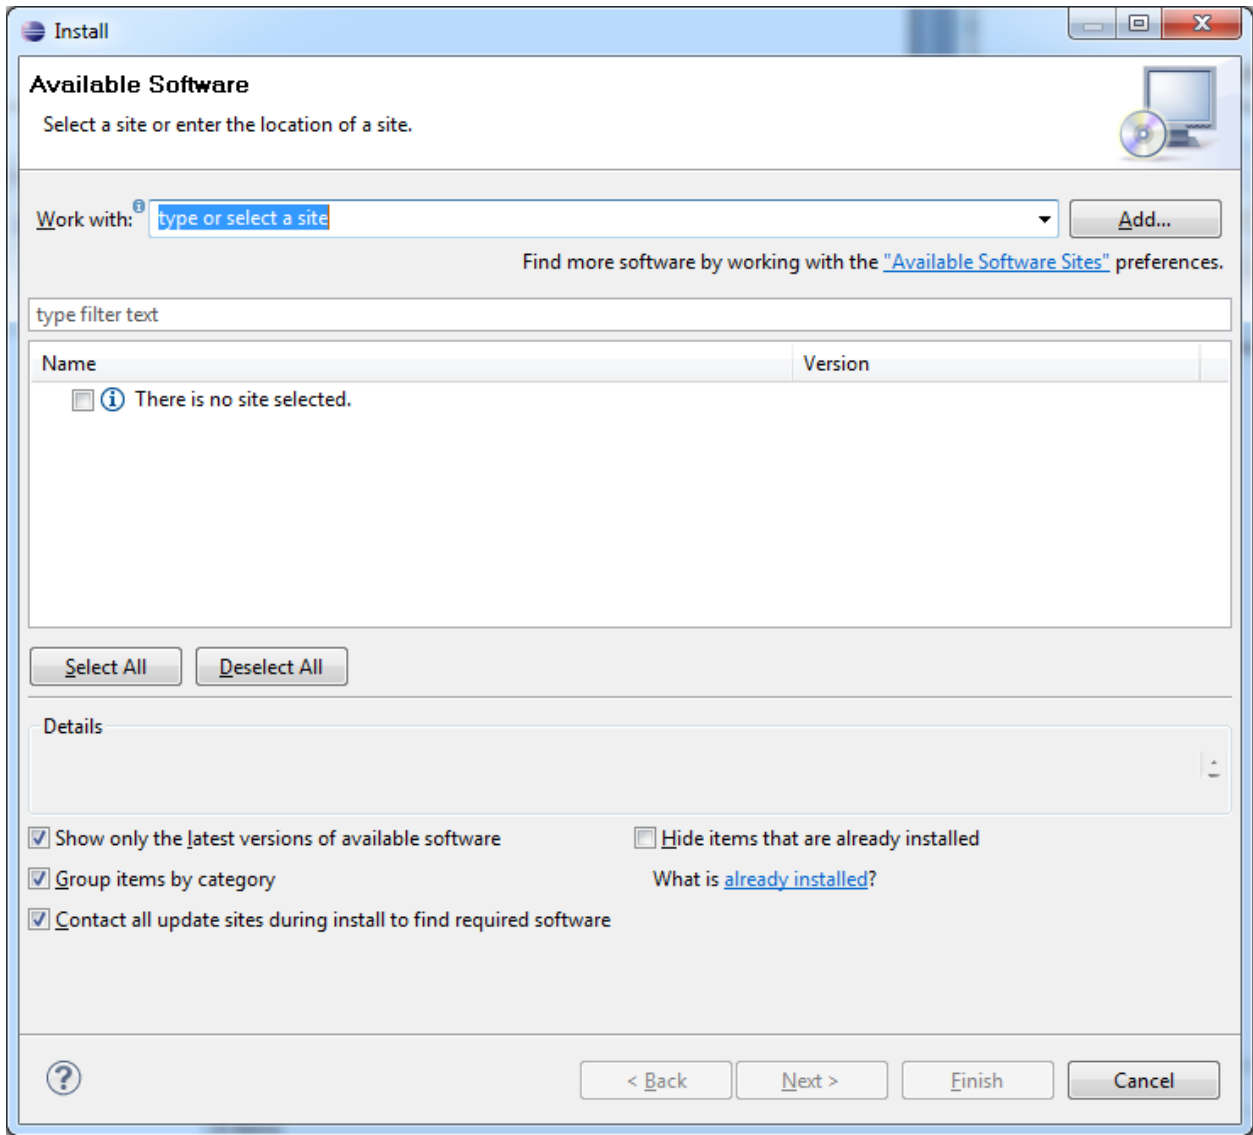 Install
Available Software
Select a site or enter the location of a site.
Work with: type or select a site Add...
Find more software by working with the "Available Software Sites" preferences.
type filter text
Name Version
There is no site selected.
Select All Deselect All
Details
Show only the latest versions of available software Hide items that are already installed
Group items by category What is already installed?
Contact all update sites during install to find required software
< Back Next > Finish Cancel